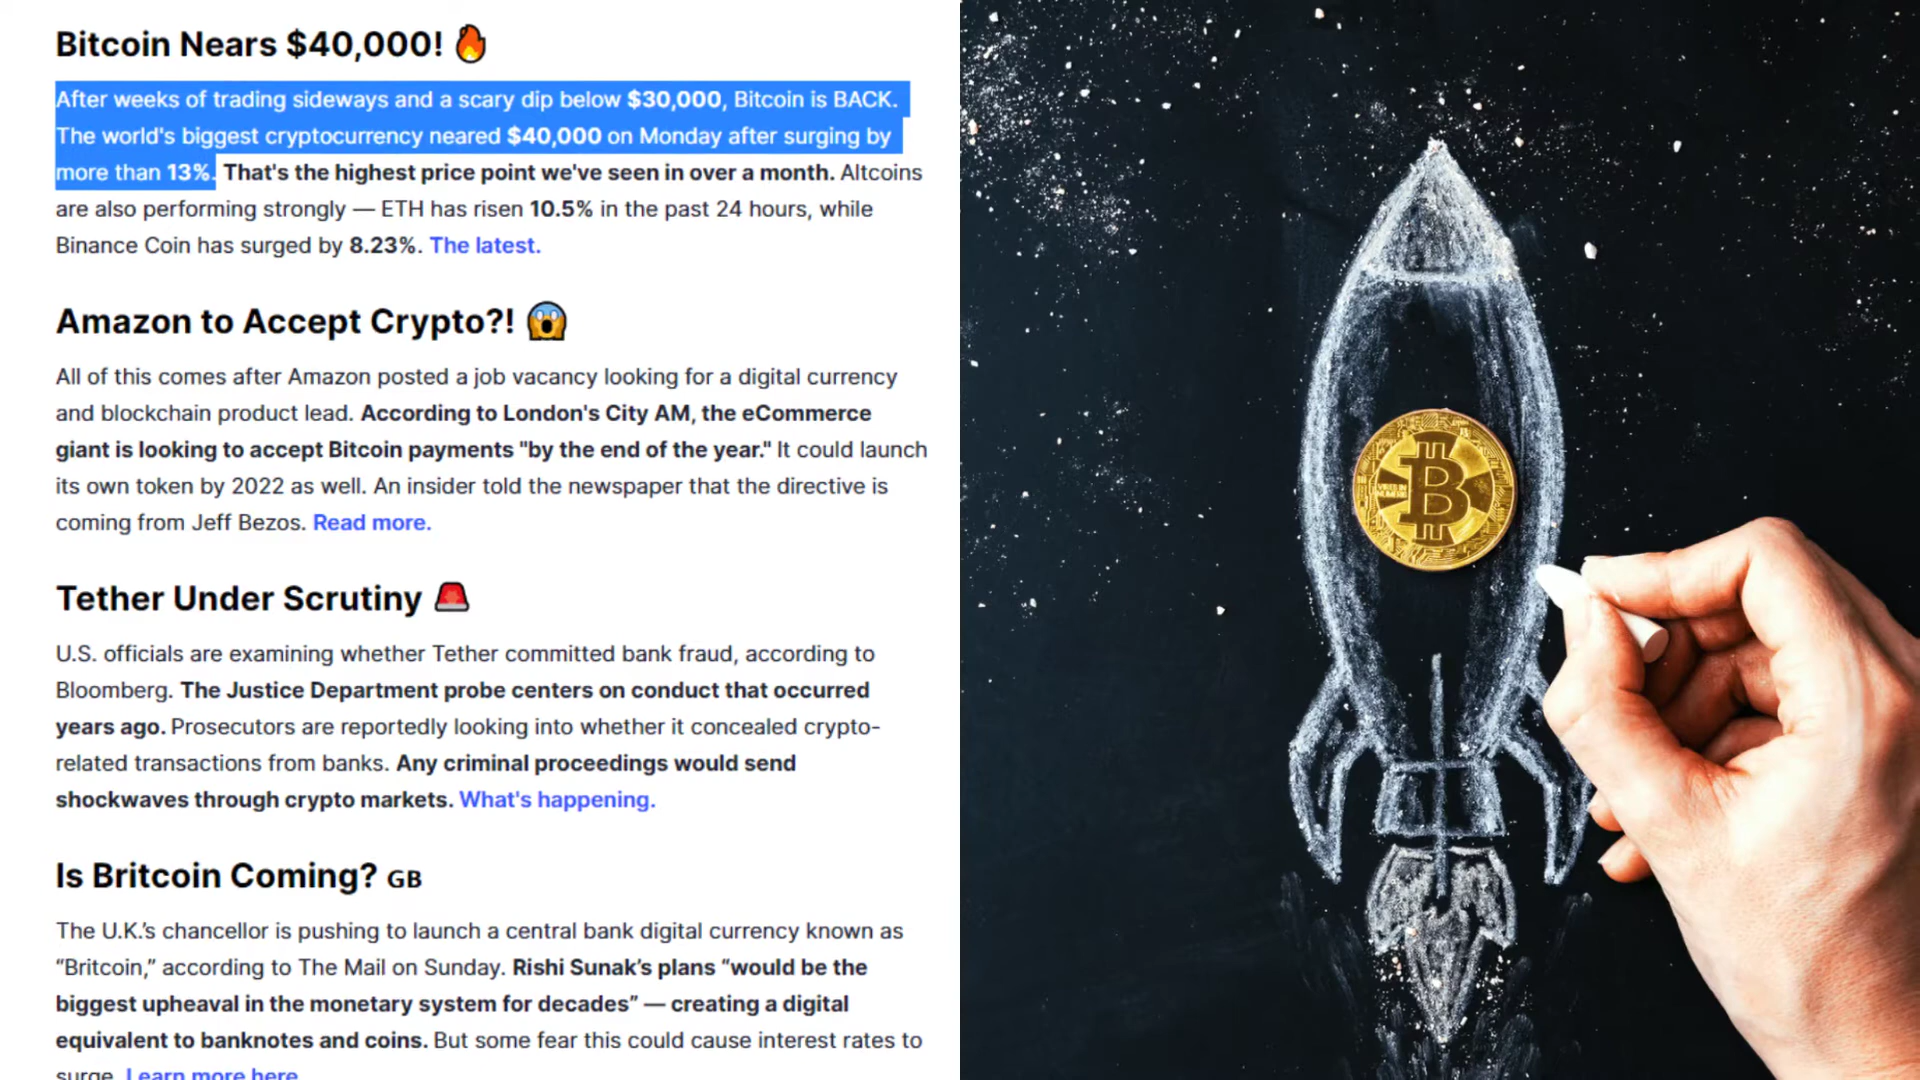 Bitcoin Nears $40,000! 🔥
After weeks of trading sideways and a scary dip below $30,000, Bitcoin is BACK.
The world's biggest cryptocurrency neared $40,000 on Monday after surging by
more than 13%. That's the highest price point we've seen in over a month. Altcoins
are also performing strongly — ETH has risen 10.5% in the past 24 hours, while
Binance Coin has surged by 8.23%. The latest.
Amazon to Accept Crypto?! 😱
All of this comes after Amazon posted a job vacancy looking for a digital currency
and blockchain product lead. According to London's City AM, the eCommerce
giant is looking to accept Bitcoin payments "by the end of the year." It could launch
its own token by 2022 as well. An insider told the newspaper that the directive is
coming from Jeff Bezos. Read more.
Tether Under Scrutiny 🚨
U.S. officials are examining whether Tether committed bank fraud, according to
Bloomberg. The Justice Department probe centers on conduct that occurred
years ago. Prosecutors are reportedly looking into whether it concealed crypto-
related transactions from banks. Any criminal proceedings would send
shockwaves through crypto markets. What's happening.
Is Britcoin Coming? GB
The U.K.’s chancellor is pushing to launch a central bank digital currency known as
“Britcoin,” according to The Mail on Sunday. Rishi Sunak’s plans “would be the
biggest upheaval in the monetary system for decades” — creating a digital
equivalent to banknotes and coins. But some fear this could cause interest rates to
surge. Learn more here